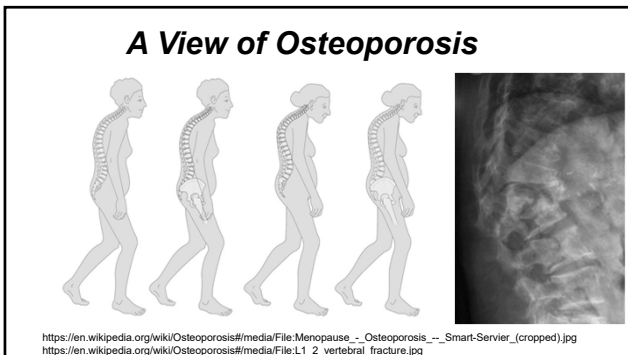 A View of Osteoporosis
https://en.wikipedia.org/wiki/Osteoporosis#/media/File:Menopause_-_Osteoporosis_--_Smart-Servier_(cropped).jpg
https://en.wikipedia.org/wiki/Osteoporosis#/media/File:L1_2_vertebral_fracture.jpg